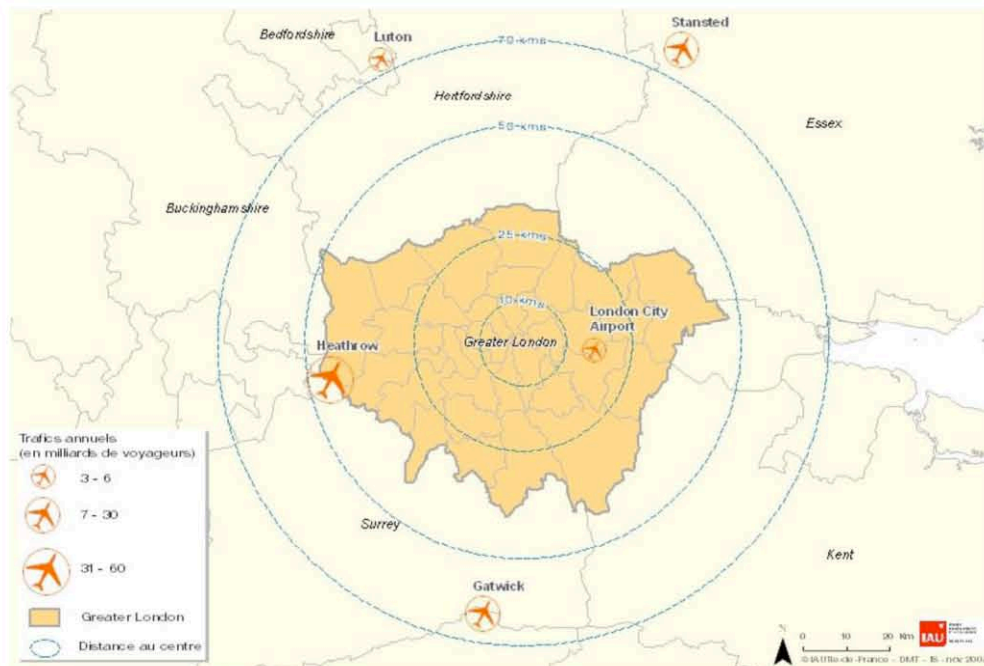 Stansted
Bedfordshire
Luton
70 kms
Hertfordshire
Essex
50 kms
Buckinghamshire
25 kms
10 kms
London City
Airport
Greater London
Heathrow
Trafics annuels
(en milliards de voyageurs)
3 - 6
7 - 30
31 - 60
Greater London
Distance au centre
Surrey
Kent
Gatwick
N
0 10 20 Km
IAU